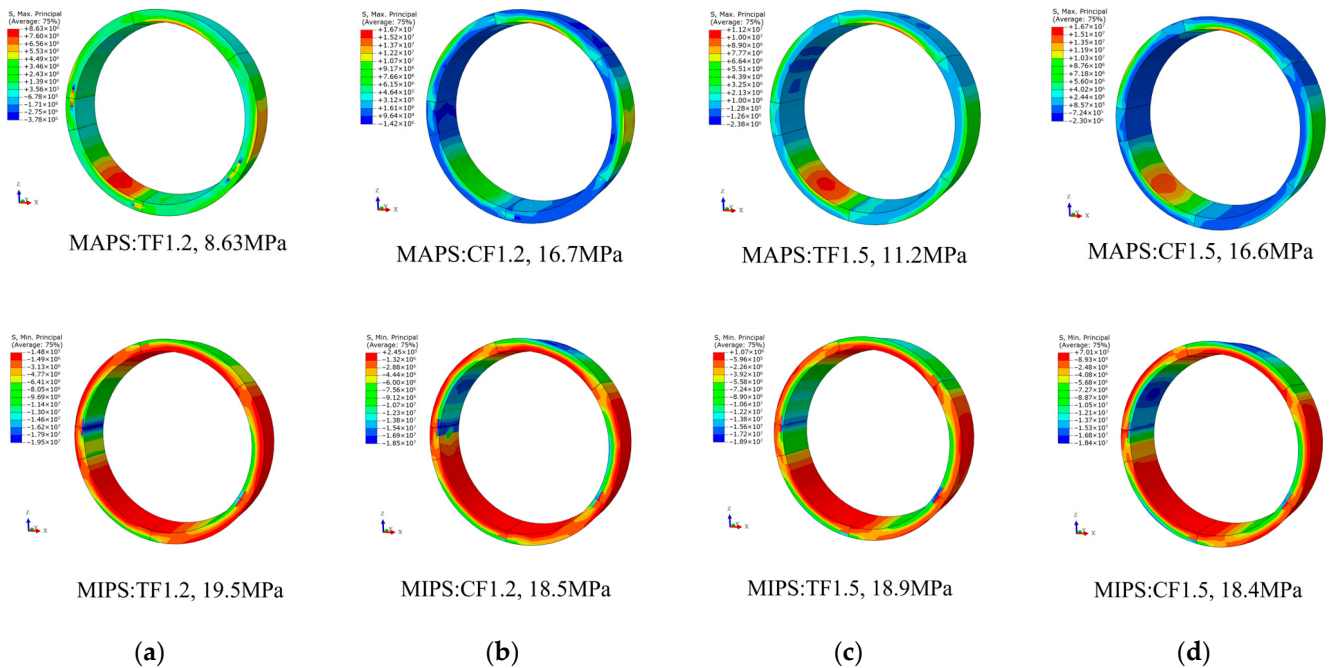 S, Max. Principal
(Average: 75%)
+8.63×10⁶
+7.60×10⁶
+6.56×10⁶
+5.53×10⁶
+4.49×10⁶
+3.46×10⁶
+2.43×10⁶
+1.39×10⁶
+3.56×10⁵
−6.78×10⁵
−1.71×10⁶
−2.75×10⁶
−3.78×10⁶
Z
Y
X
MAPS:TF1.2, 8.63MPa
S, Max. Principal
(Average: 75%)
+1.67×10⁷
+1.52×10⁷
+1.37×10⁷
+1.22×10⁷
+1.07×10⁷
+9.17×10⁶
+7.66×10⁶
+6.15×10⁶
+4.64×10⁶
+3.12×10⁶
+1.61×10⁶
+9.64×10⁴
−1.42×10⁶
Z
Y
X
MAPS:CF1.2, 16.7MPa
S, Max. Principal
(Average: 75%)
+1.12×10⁷
+1.00×10⁷
+8.90×10⁶
+7.77×10⁶
+6.64×10⁶
+5.51×10⁶
+4.39×10⁶
+3.25×10⁶
+2.13×10⁶
+1.00×10⁶
−1.28×10⁵
−1.26×10⁶
−2.38×10⁶
Z
Y
X
MAPS:TF1.5, 11.2MPa
S, Max. Principal
(Average: 75%)
+1.67×10⁷
+1.51×10⁷
+1.35×10⁷
+1.19×10⁷
+1.03×10⁷
+8.76×10⁶
+7.18×10⁶
+5.60×10⁶
+4.02×10⁶
+2.44×10⁶
+8.57×10⁵
−7.24×10⁵
−2.30×10⁶
Z
Y
X
MAPS:CF1.5, 16.6MPa
S, Min. Principal
(Average: 75%)
−1.48×10⁵
−1.49×10⁶
−3.13×10⁶
−4.77×10⁶
−6.41×10⁶
−8.05×10⁶
−9.69×10⁶
−1.14×10⁷
−1.30×10⁷
−1.46×10⁷
−1.62×10⁷
−1.79×10⁷
−1.95×10⁷
Z
Y
X
MIPS:TF1.2, 19.5MPa
S, Min. Principal
(Average: 75%)
+2.45×10⁵
−1.32×10⁶
−2.88×10⁶
−4.44×10⁶
−6.00×10⁶
−7.56×10⁶
−9.12×10⁶
−1.07×10⁷
−1.23×10⁷
−1.38×10⁷
−1.54×10⁷
−1.69×10⁷
−1.85×10⁷
Z
Y
X
MIPS:CF1.2, 18.5MPa
S, Min. Principal
(Average: 75%)
+1.07×10⁶
−5.96×10⁵
−2.26×10⁶
−3.92×10⁶
−5.58×10⁶
−7.24×10⁶
−8.90×10⁶
−1.06×10⁷
−1.22×10⁷
−1.38×10⁷
−1.56×10⁷
−1.72×10⁷
−1.89×10⁷
Z
Y
X
MIPS:TF1.5, 18.9MPa
S, Min. Principal
(Average: 75%)
+7.01×10⁵
−8.93×10⁵
−2.48×10⁶
−4.08×10⁶
−5.68×10⁶
−7.27×10⁶
−8.87×10⁶
−1.05×10⁷
−1.21×10⁷
−1.37×10⁷
−1.53×10⁷
−1.68×10⁷
−1.84×10⁷
Z
Y
X
MIPS:CF1.5, 18.4MPa
(a)
(b)
(c)
(d)